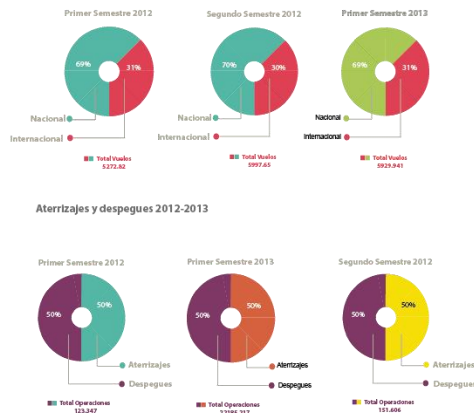 Primer Semestre 2012
Segundo Semestre 2012
Primer Semestre 2013
69%
31%
70%
30%
69%
31%
Nacional
Internacional
Nacional
Internacional
Nacional
Internacional
Total Vuelos
5272.82
Total Vuelos
5997.65
Total Vuelos
5929.941
Aterrizajes y despegues 2012-2013
Primer Semestre 2012
Primer Semestre 2013
Segundo Semestre 2012
50%
50%
50%
50%
50%
50%
Aterrizajes
Despegues
Aterrizajes
Despegues
Aterrizajes
Despegues
Total Operaciones
123.347
Total Operaciones
Total Operaciones
151.606